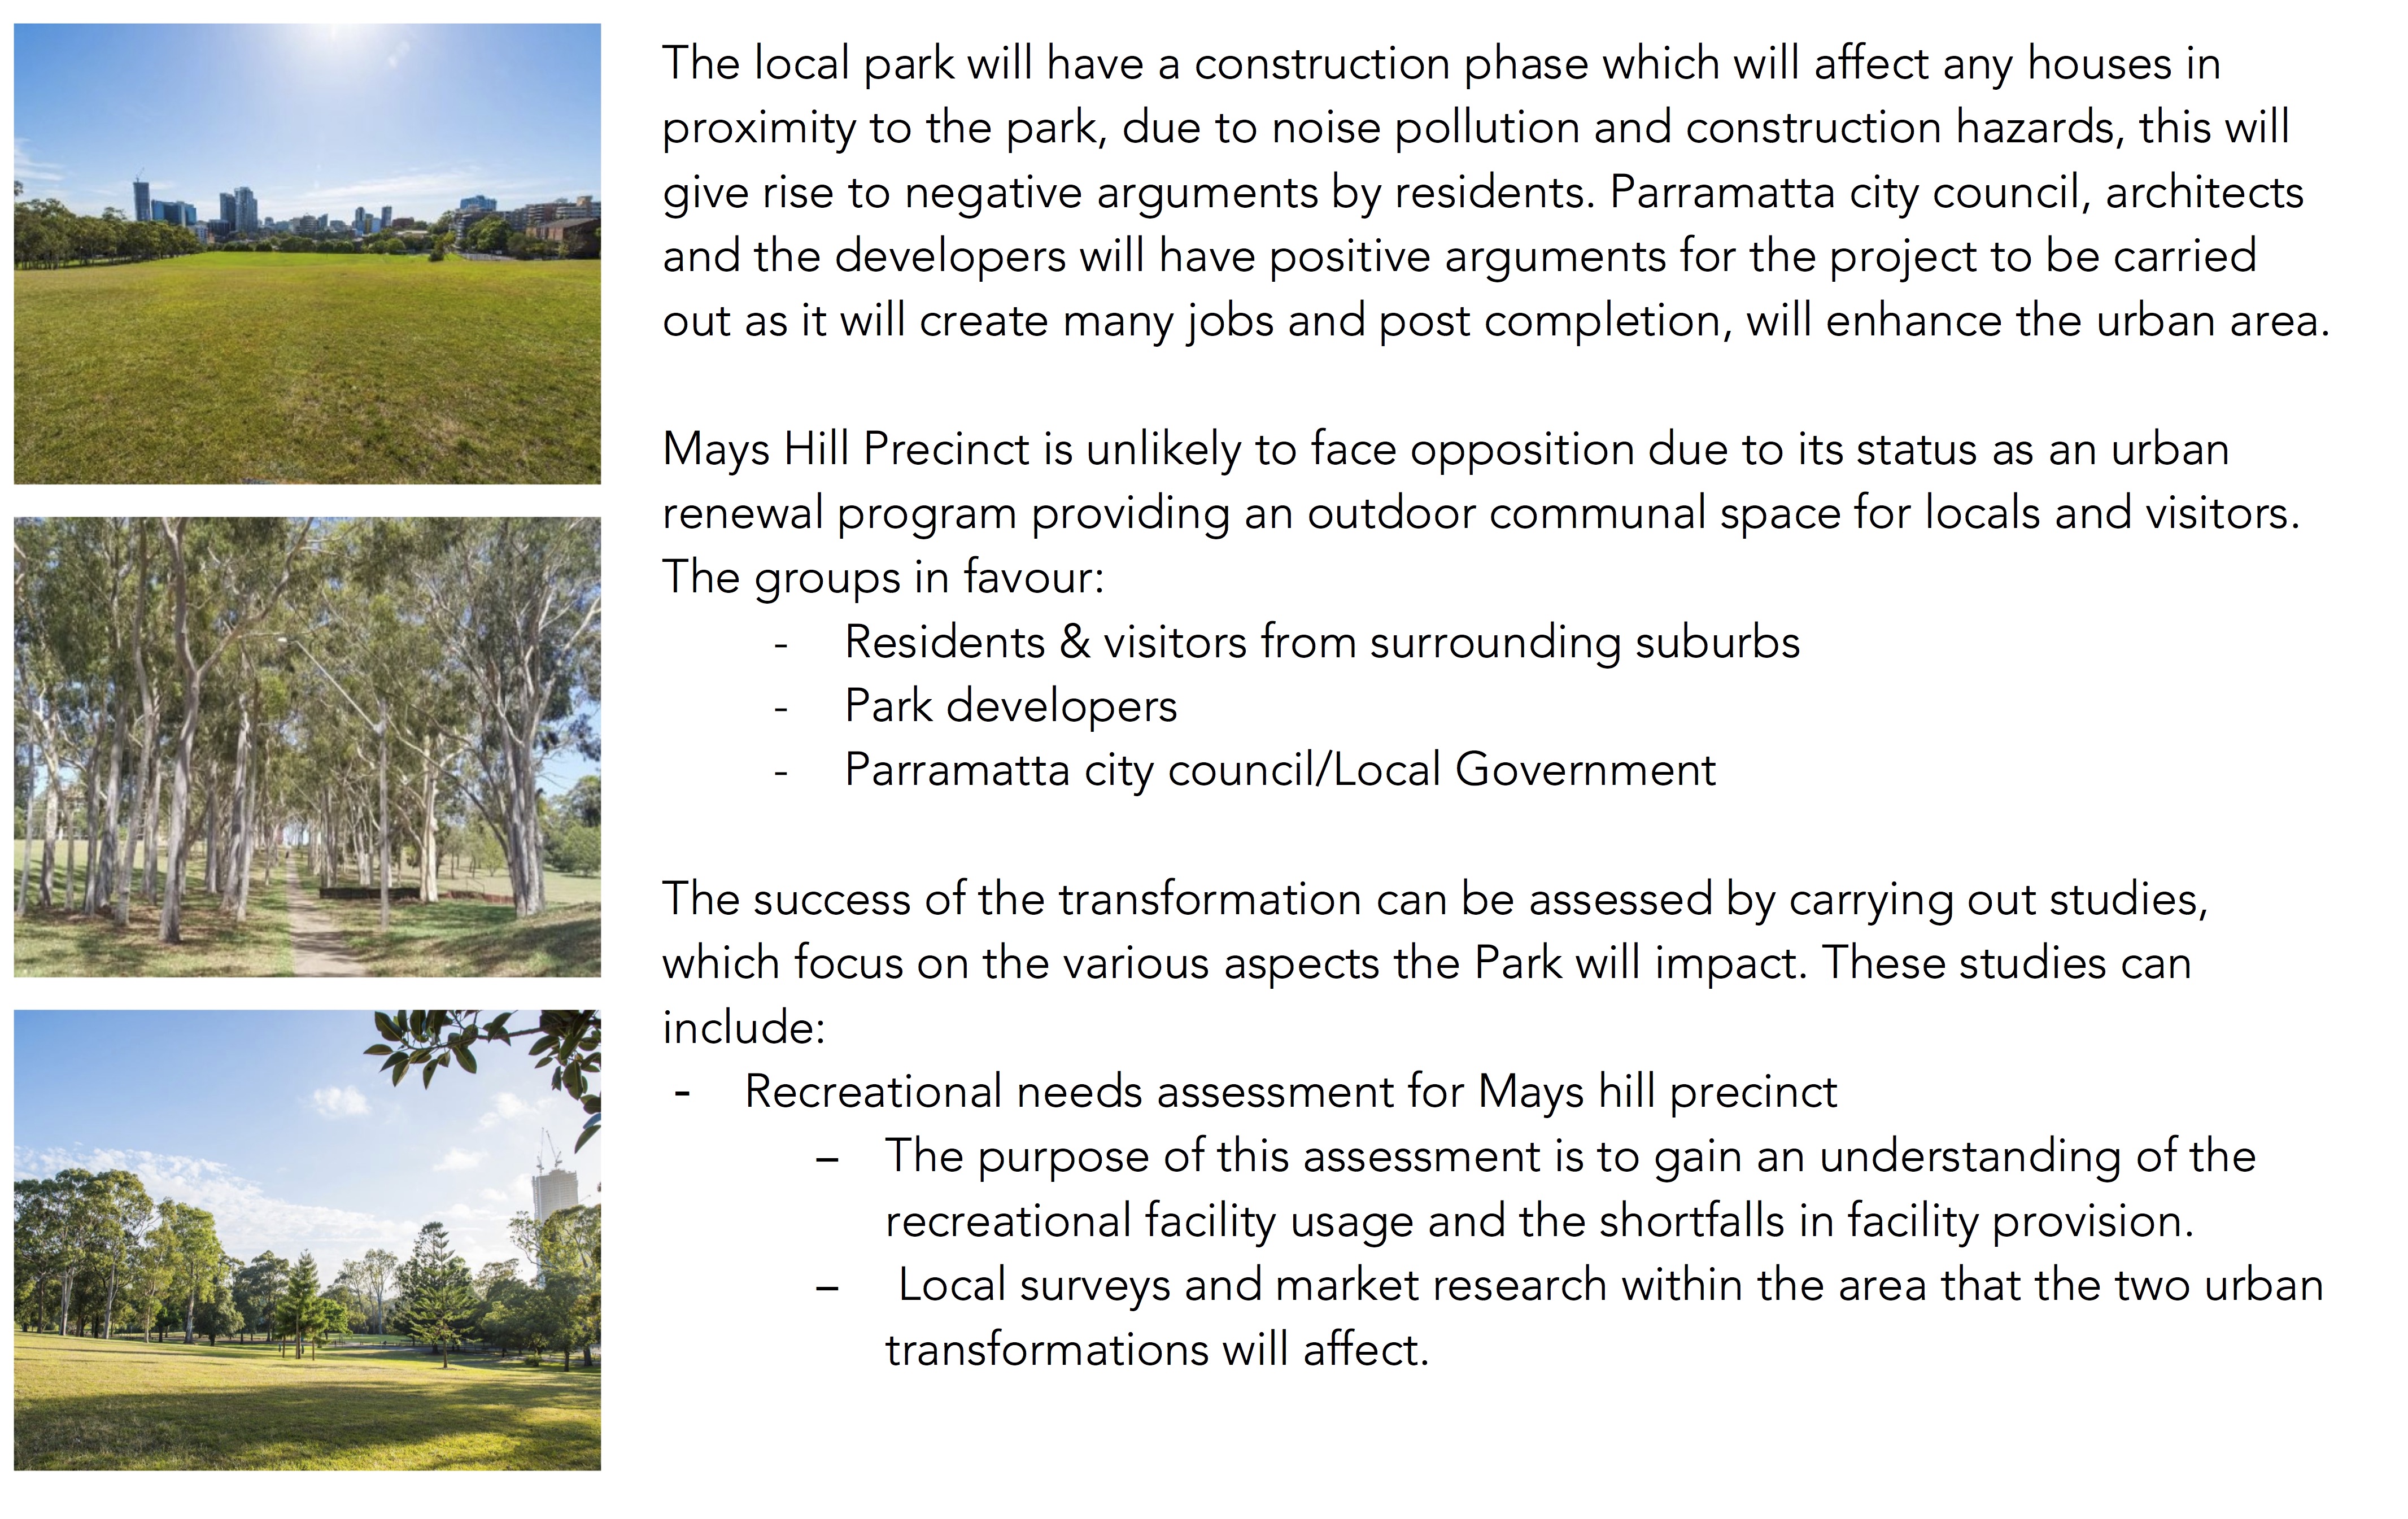 The local park will have a construction phase which will affect any houses in
proximity to the park, due to noise pollution and construction hazards, this will
give rise to negative arguments by residents. Parramatta city council, architects
and the developers will have positive arguments for the project to be carried
out as it will create many jobs and post completion, will enhance the urban area.
Mays Hill Precinct is unlikely to face opposition due to its status as an urban
renewal program providing an outdoor communal space for locals and visitors.
The groups in favour:
- Residents & visitors from surrounding suburbs
- Park developers
- Parramatta city council/Local Government
The success of the transformation can be assessed by carrying out studies,
which focus on the various aspects the Park will impact. These studies can
include:
- Recreational needs assessment for Mays hill precinct
– The purpose of this assessment is to gain an understanding of the
recreational facility usage and the shortfalls in facility provision.
– Local surveys and market research within the area that the two urban
transformations will affect.